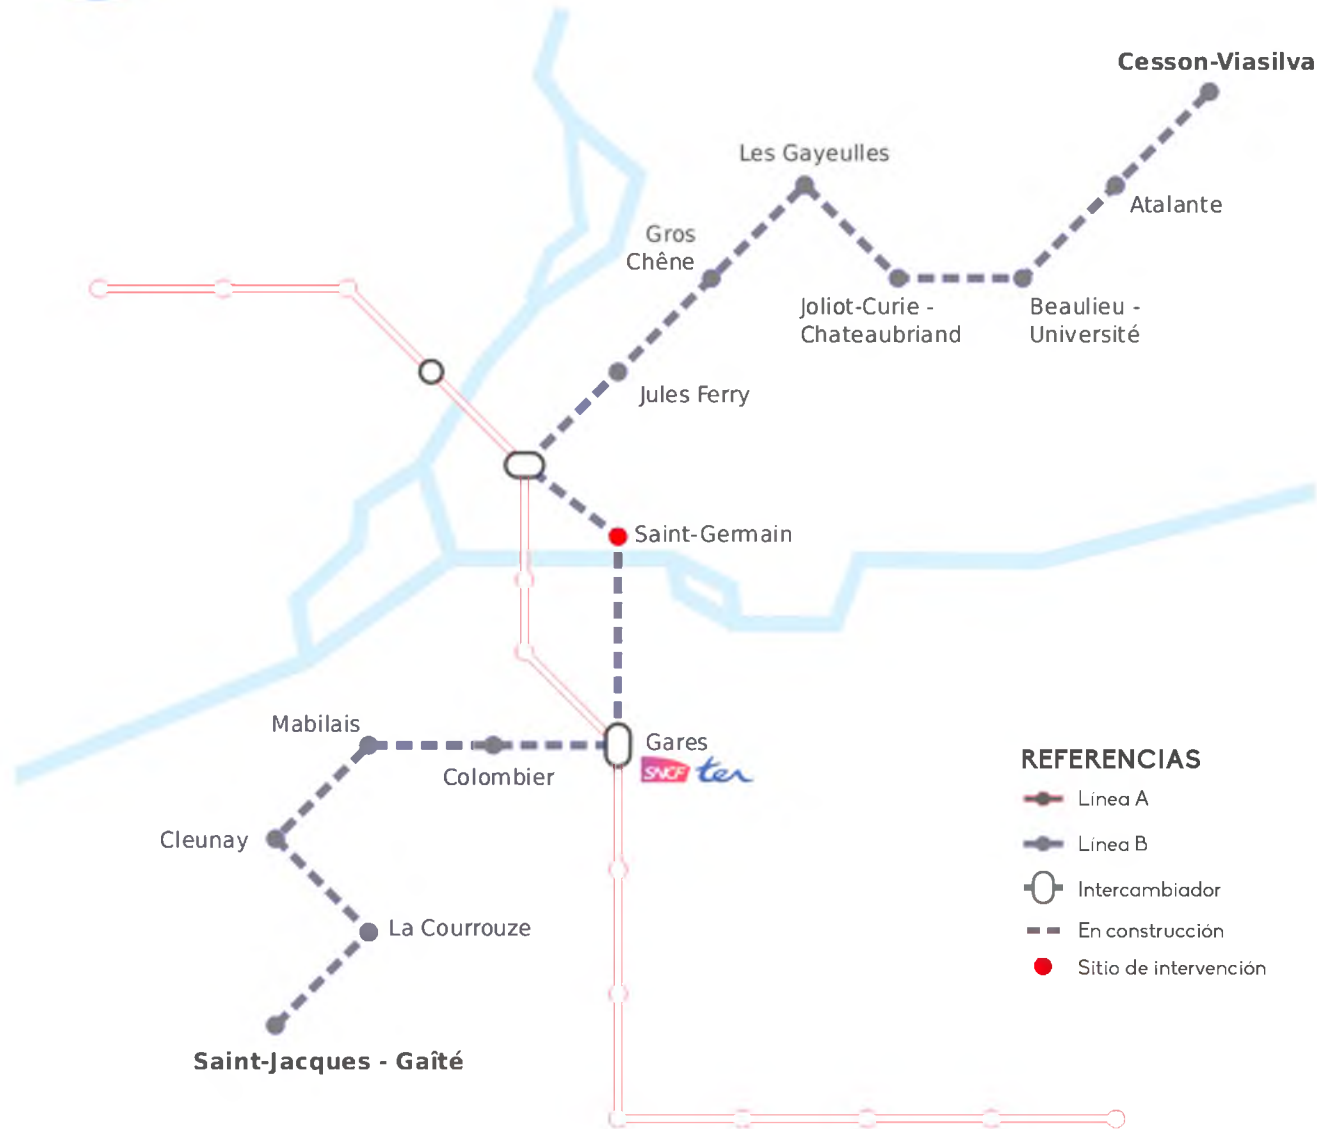 Cesson-Viasilva
Les Gayeulles
Atalante
Gros
Chêne
Joliot-Curie -
Chateaubriand
Beaulieu -
Université
Jules Ferry
Saint-Germain
Mabilais
Gares
SNCF ter
Colombier
Cleunay
La Courrouze
Saint-Jacques - Gaîté
REFERENCIAS
Línea A
Línea B
Intercambiador
En construcción
Sitio de intervención